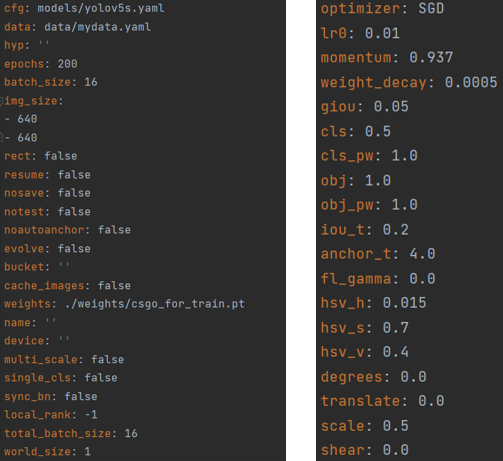 cfg: models/yolov5s.yaml
data: data/mydata.yaml
hyp: ''
epochs: 200
batch_size: 16
img_size:
- 640
- 640
rect: false
resume: false
nosave: false
notest: false
noautoanchor: false
evolve: false
bucket: ''
cache_images: false
weights: ./weights/csgo_for_train.pt
name: ''
device: ''
multi_scale: false
single_cls: false
sync_bn: false
local_rank: -1
total_batch_size: 16
world_size: 1
optimizer: SGD
lr0: 0.01
momentum: 0.937
weight_decay: 0.0005
giou: 0.05
cls: 0.5
cls_pw: 1.0
obj: 1.0
obj_pw: 1.0
iou_t: 0.2
anchor_t: 4.0
fl_gamma: 0.0
hsv_h: 0.015
hsv_s: 0.7
hsv_v: 0.4
degrees: 0.0
translate: 0.0
scale: 0.5
shear: 0.0